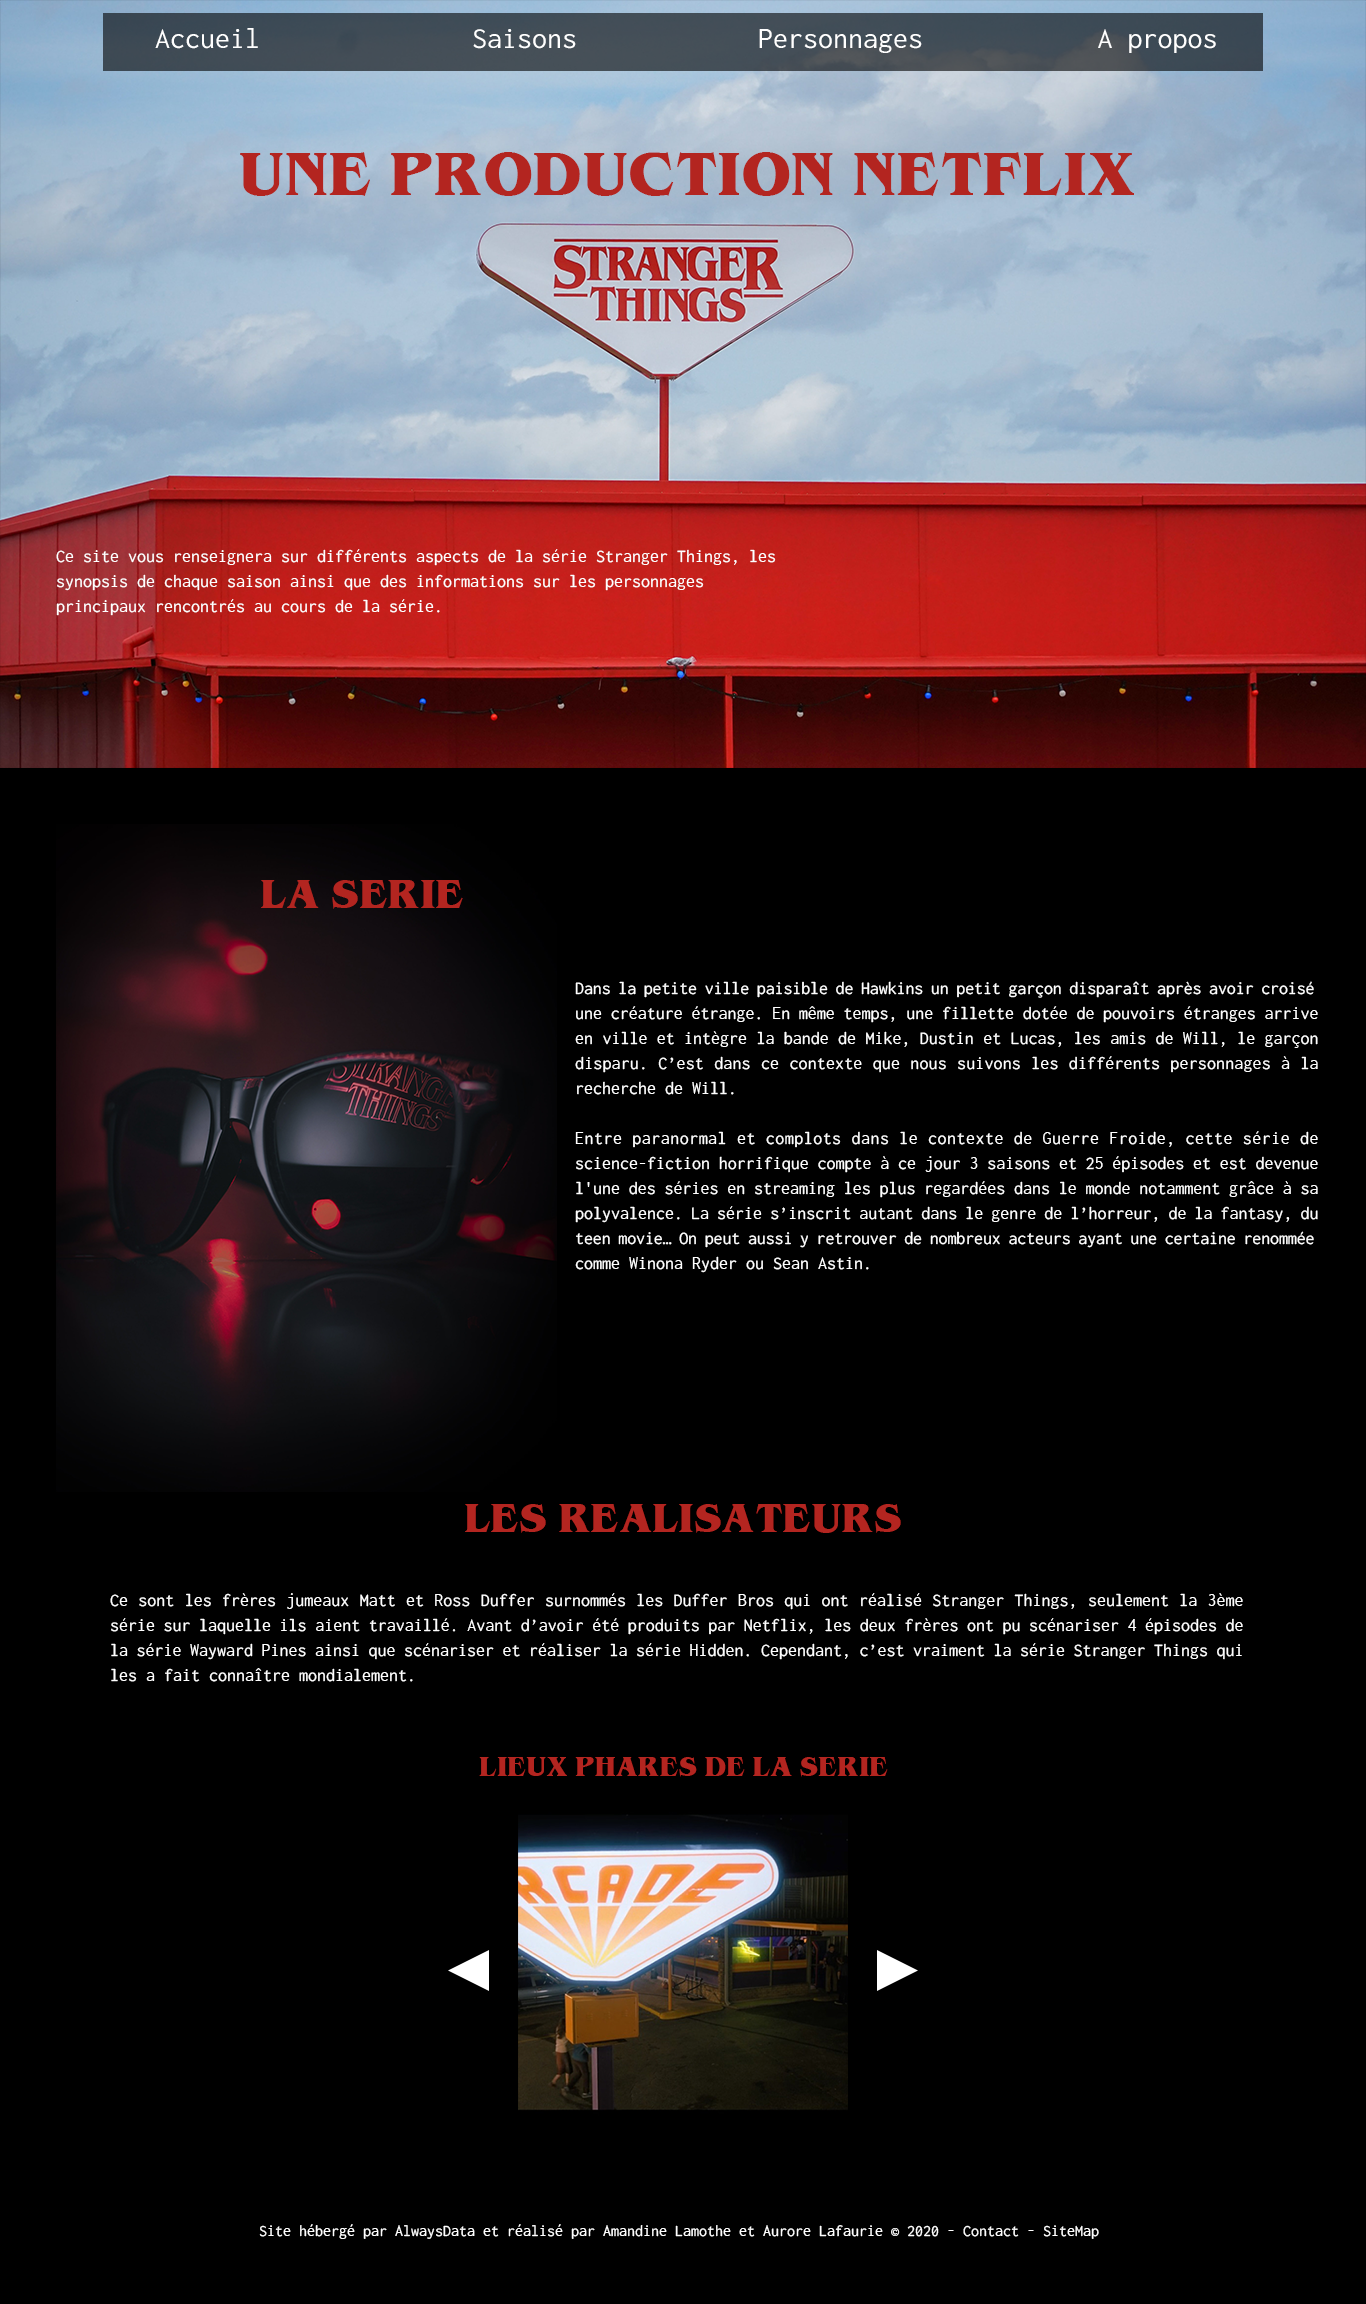 Accueil Saisons Personnages A propos
UNE PRODUCTION NETFLIX
STRANGER
THINGS
Ce site vous renseignera sur différents aspects de la série Stranger Things, les
synopsis de chaque saison ainsi que des informations sur les personnages
principaux rencontrés au cours de la série.
LA SERIE
Dans la petite ville paisible de Hawkins un petit garçon disparaît après avoir croisé
une créature étrange. En même temps, une fillette dotée de pouvoirs étranges arrive
en ville et intègre la bande de Mike, Dustin et Lucas, les amis de Will, le garçon
disparu. C’est dans ce contexte que nous suivons les différents personnages à la
recherche de Will.
Entre paranormal et complots dans le contexte de Guerre Froide, cette série de
science-fiction horrifique compte à ce jour 3 saisons et 25 épisodes et est devenue
l'une des séries en streaming les plus regardées dans le monde notamment grâce à sa
polyvalence. La série s’inscrit autant dans le genre de l’horreur, de la fantasy, du
teen movie… On peut aussi y retrouver de nombreux acteurs ayant une certaine renommée
comme Winona Ryder ou Sean Astin.
STRANGE
THINGS
LES REALISATEURS
Ce sont les frères jumeaux Matt et Ross Duffer surnommés les Duffer Bros qui ont réalisé Stranger Things, seulement la 3ème
série sur laquelle ils aient travaillé. Avant d’avoir été produits par Netflix, les deux frères ont pu scénariser 4 épisodes de
la série Wayward Pines ainsi que scénariser et réaliser la série Hidden. Cependant, c’est vraiment la série Stranger Things qui
les a fait connaître mondialement.
LIEUX PHARES DE LA SERIE
RCADE
Site hébergé par AlwaysData et réalisé par Amandine Lamothe et Aurore Lafaurie © 2020 - Contact - SiteMap